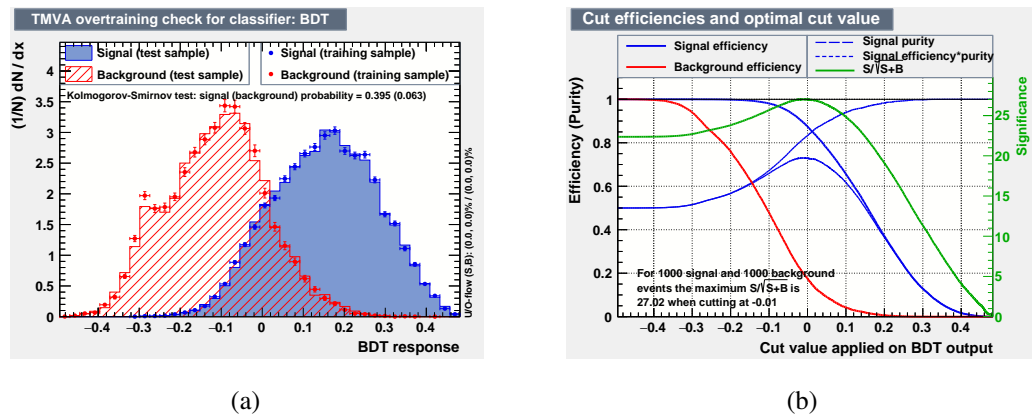 TMVA overtraining check for classifier: BDT
Signal (test sample)
Background (test sample)
Signal (training sample)
Background (training sample)
Kolmogorov-Smirnov test: signal (background) probability = 0.395 (0.063)
(1/N) dN / dx
4
3.5
3
2.5
2
1.5
1
0.5
0
−0.4 −0.3 −0.2 −0.1 0 0.1 0.2 0.3 0.4
BDT response
U/O-flow (S,B): (0.0, 0.0)% / (0.0, 0.0)%
(a)
Cut efficiencies and optimal cut value
Signal efficiency
Background efficiency
Signal purity
Signal efficiency*purity
S/√S+B
Efficiency (Purity)
1
0.8
0.6
0.4
0.2
0
For 1000 signal and 1000 background
events the maximum S/√S+B is
27.02 when cutting at -0.01
−0.4 −0.3 −0.2 −0.1 0 0.1 0.2 0.3 0.4
Cut value applied on BDT output
25
20
15
10
5
0
Significance
(b)